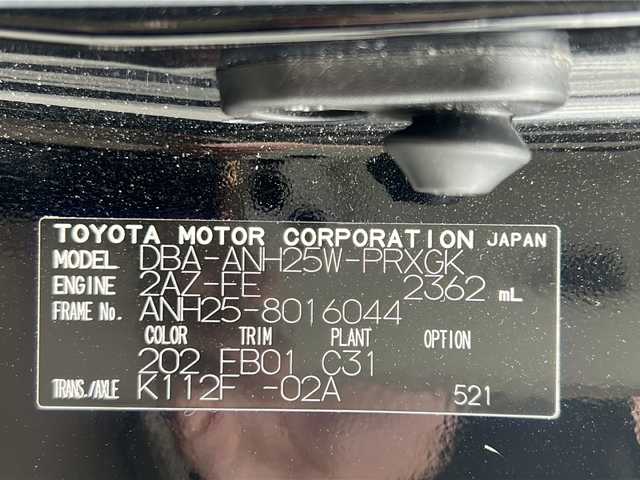 TOYOTA MOTOR CORPORATION JAPAN
MODEL DBA-ANH25W-PRXGK
ENGINE 2AZ-FE 2362 mL
FRAME No. ANH25-8016044
COLOR TRIM PLANT OPTION
202 FB01 C31
TRANS./AXLE K112F -02A 521